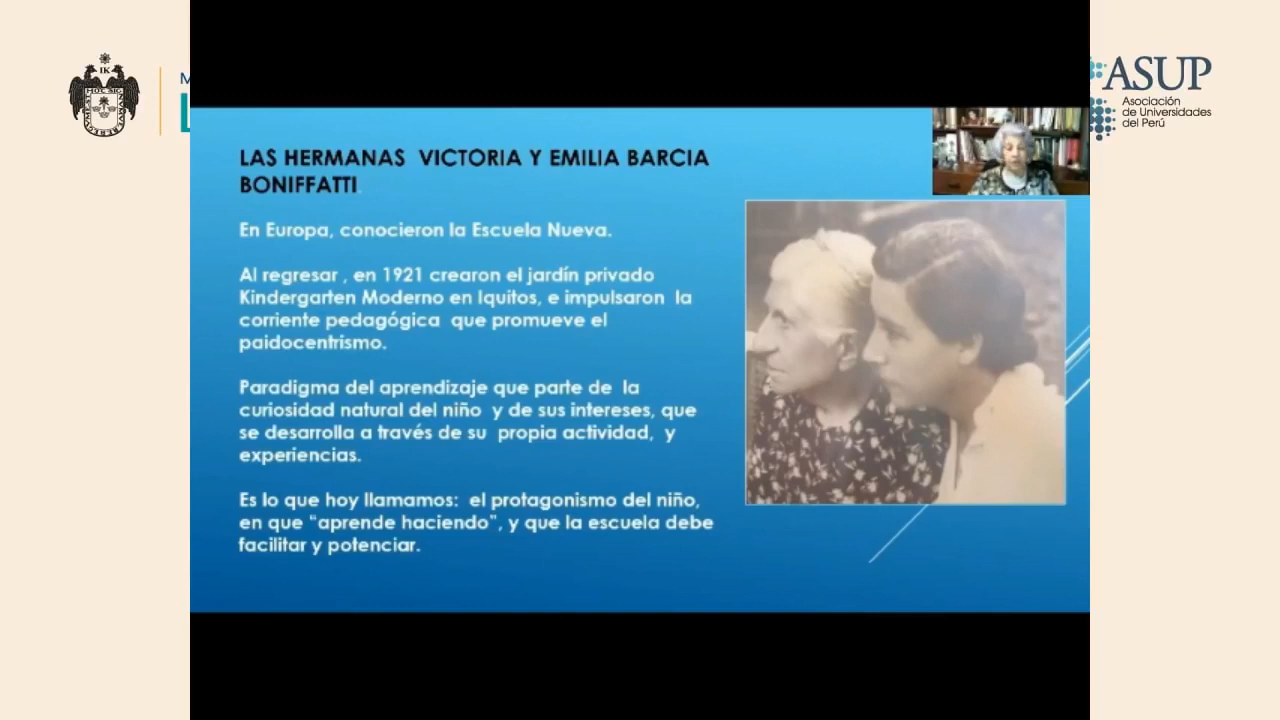 IK
M
L
ASUP
Asociación
de Universidades
del Perú
LAS HERMANAS VICTORIA Y EMILIA BARCIA
BONIFFATTI
En Europa, conocieron la Escuela Nueva.
Al regresar , en 1921 crearon el jardín privado
Kindergarten Moderno en Iquitos, e impulsaron la
corriente pedagógica que promueve el
paidocentrismo.
Paradigma del aprendizaje que parte de la
curiosidad natural del niño y de sus intereses, que
se desarrolla a través de su propia actividad, y
experiencias.
Es lo que hoy llamamos: el protagonismo del niño,
en que “aprende haciendo”, y que la escuela debe
facilitar y potenciar.